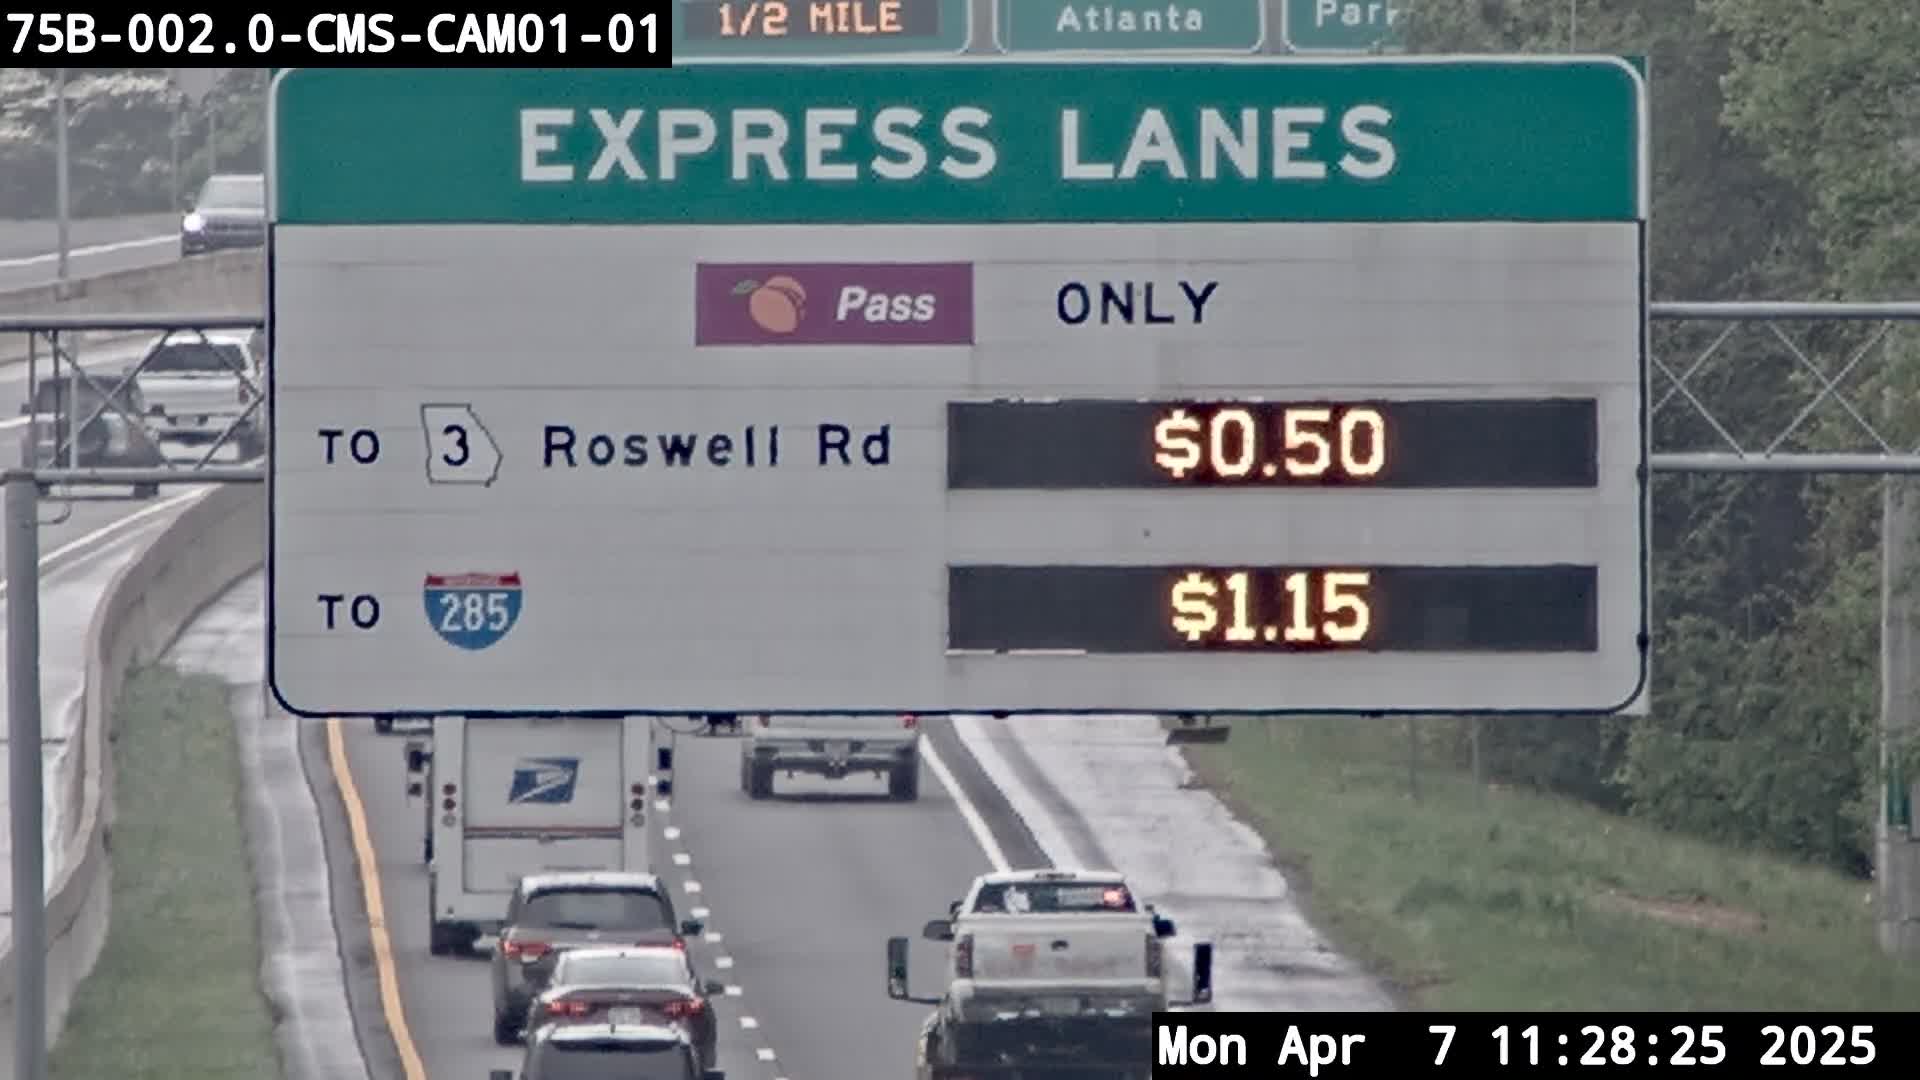 75B-002.0-CMS-CAM01-01
1/2 MILE
Atlanta
EXPRESS LANES
Pass ONLY
TO 3 Roswell Rd $0.50
TO 285 $1.15
Mon Apr 7 11:28:25 2025